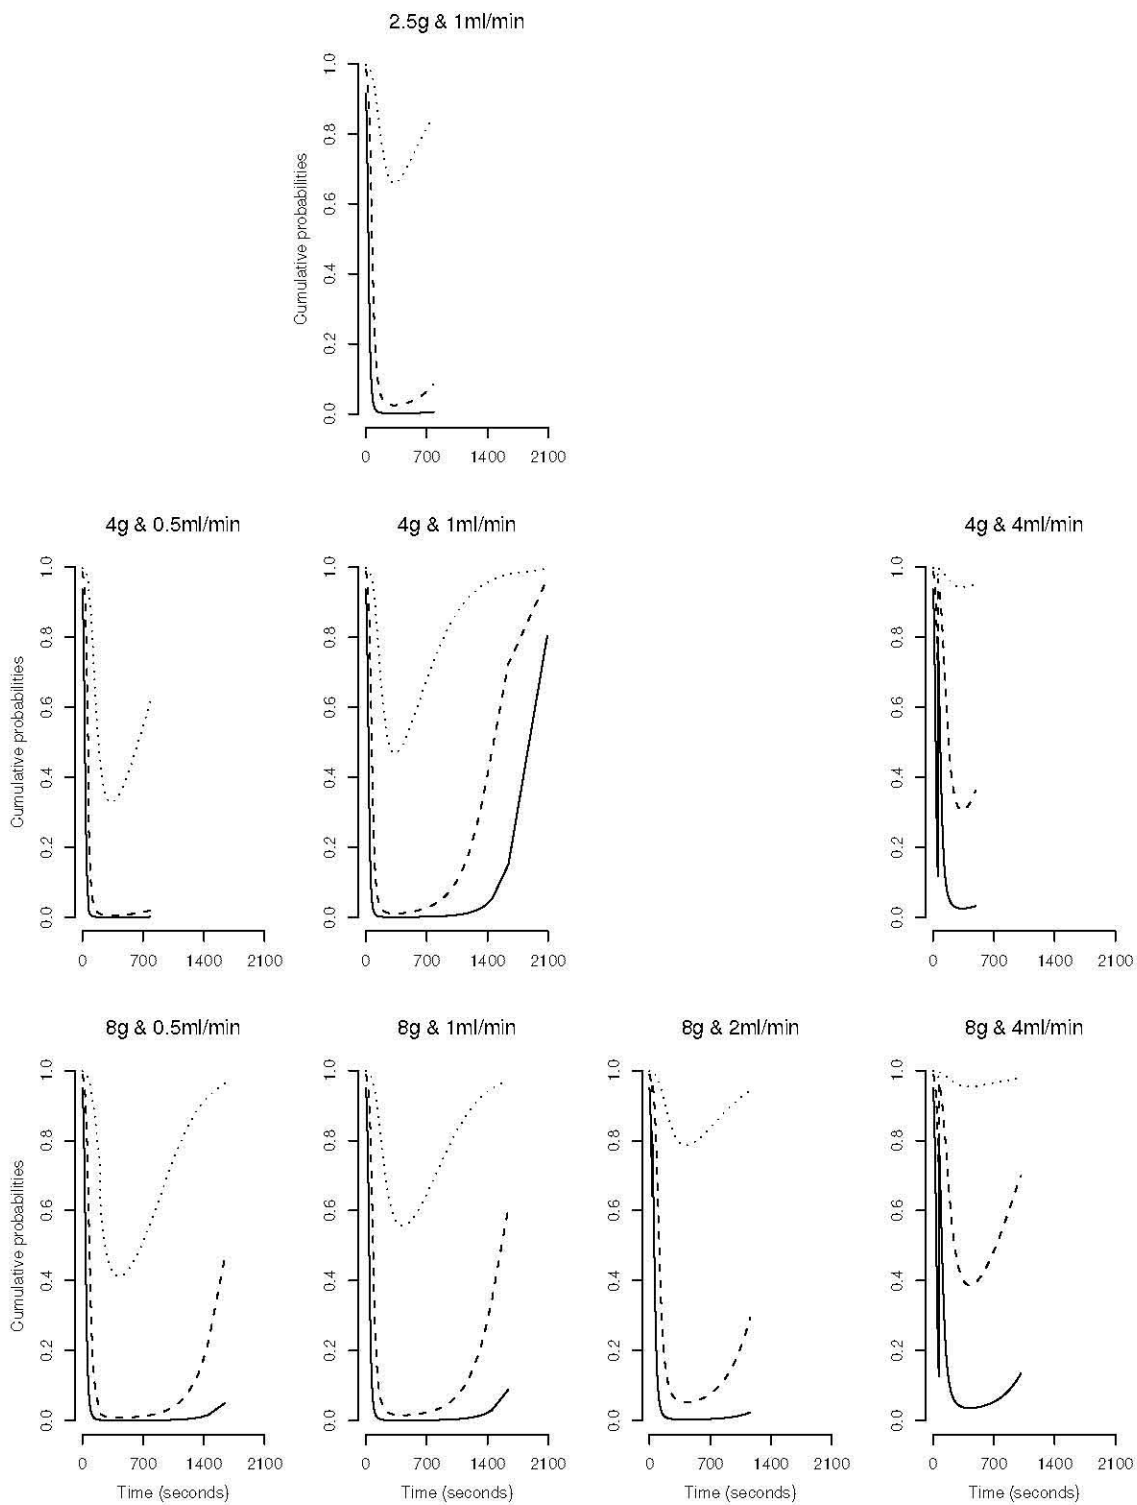 2.5g & 1ml/min
Cumulative probabilities
0.0 0.2 0.4 0.6 0.8 1.0
0 700 1400 2100
4g & 0.5ml/min
Cumulative probabilities
0.0 0.2 0.4 0.6 0.8 1.0
0 700 1400 2100
4g & 1ml/min
0.0 0.2 0.4 0.6 0.8 1.0
0 700 1400 2100
4g & 4ml/min
0.0 0.2 0.4 0.6 0.8 1.0
0 700 1400 2100
8g & 0.5ml/min
Cumulative probabilities
0.0 0.2 0.4 0.6 0.8 1.0
0 700 1400 2100
Time (seconds)
8g & 1ml/min
0.0 0.2 0.4 0.6 0.8 1.0
0 700 1400 2100
Time (seconds)
8g & 2ml/min
0.0 0.2 0.4 0.6 0.8 1.0
0 700 1400 2100
Time (seconds)
8g & 4ml/min
0.0 0.2 0.4 0.6 0.8 1.0
0 700 1400 2100
Time (seconds)